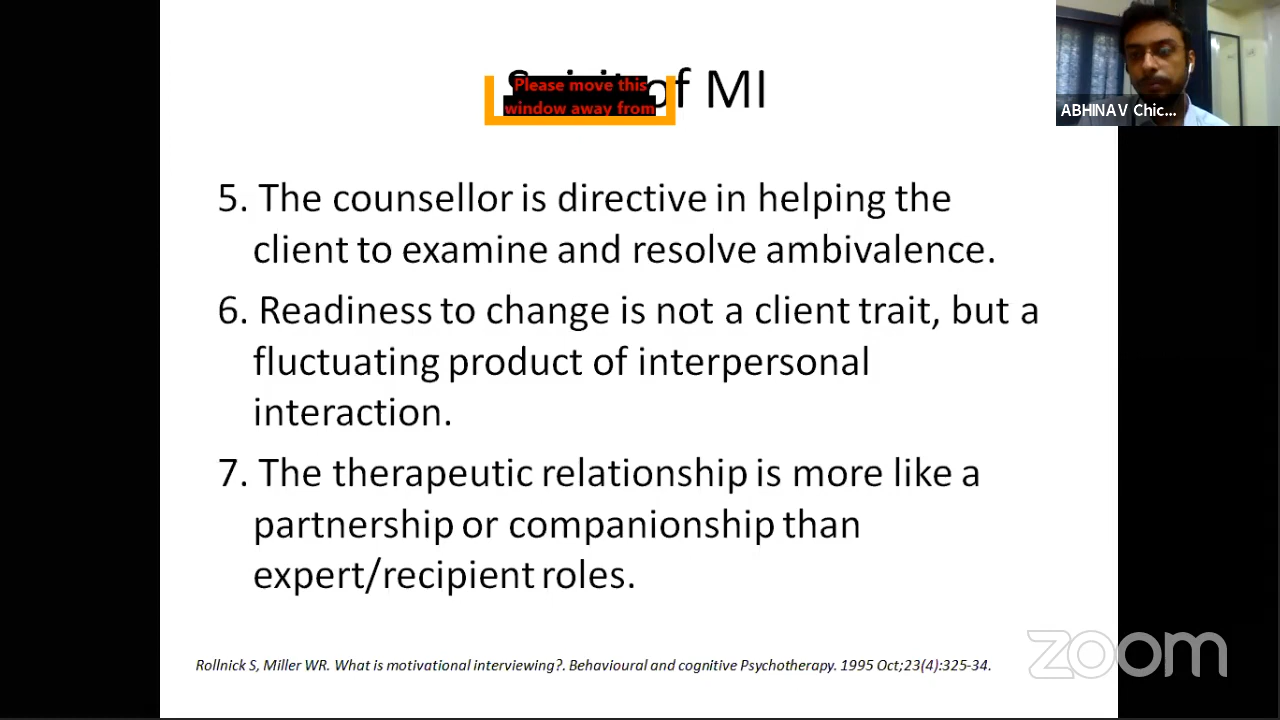 of MI
Please move this
window away from
ABHINAV Chic...
5. The counsellor is directive in helping the
client to examine and resolve ambivalence.
6. Readiness to change is not a client trait, but a
fluctuating product of interpersonal
interaction.
7. The therapeutic relationship is more like a
partnership or companionship than
expert/recipient roles.
Rollnick S, Miller WR. What is motivational interviewing?. Behavioural and cognitive Psychotherapy. 1995 Oct;23(4):325-34.
zoom